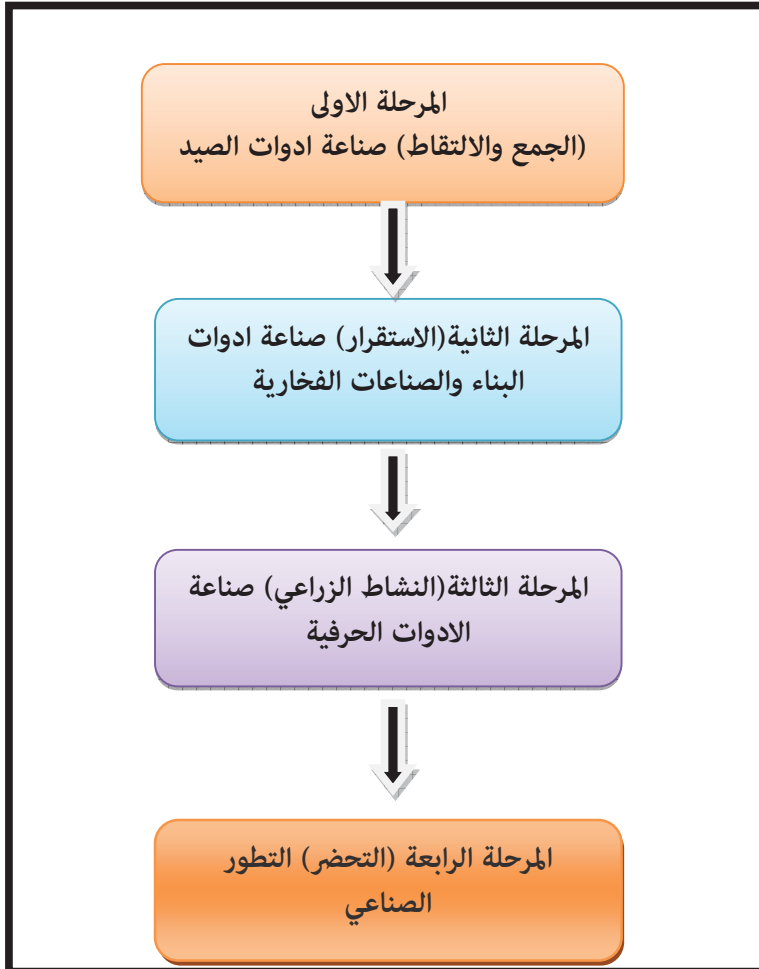 المرحلة الاولى
(الجمع والالتقاط) صناعة ادوات الصيد
المرحلة الثانية(الاستقرار) صناعة ادوات
البناء والصناعات الفخارية
المرحلة الثالثة(النشاط الزراعي) صناعة
الادوات الحرفية
المرحلة الرابعة (التحضر) التطور
الصناعي